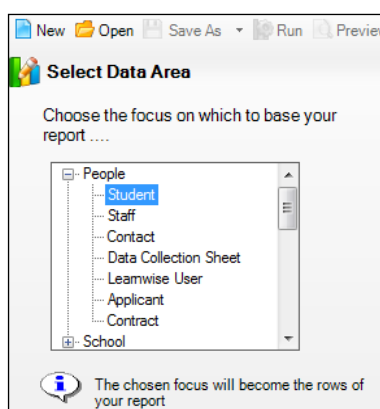 New Open Save As Run Preview
Select Data Area
Choose the focus on which to base your
report ....
People
Student
Staff
Contact
Data Collection Sheet
Learnwise User
Applicant
Contract
School
The chosen focus will become the rows of
your report